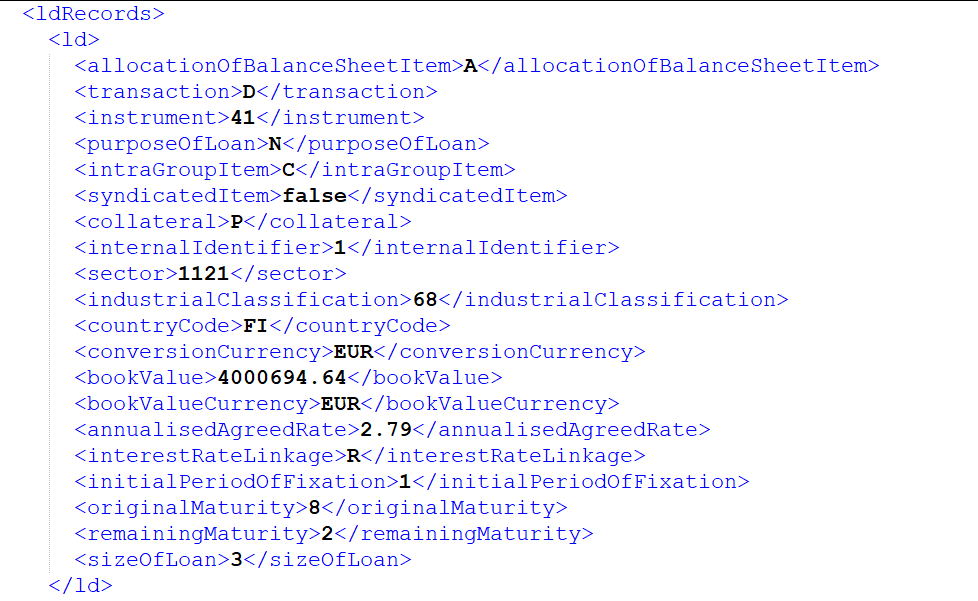 <ldRecords>
<ld>
<allocationOfBalanceSheetItem>A</allocationOfBalanceSheetItem>
<transaction>D</transaction>
<instrument>41</instrument>
<purposeOfLoan>N</purposeOfLoan>
<intraGroupItem>C</intraGroupItem>
<syndicatedItem>false</syndicatedItem>
<collateral>P</collateral>
<internalIdentifier>1</internalIdentifier>
<sector>1121</sector>
<industrialClassification>68</industrialClassification>
<countryCode>FI</countryCode>
<conversionCurrency>EUR</conversionCurrency>
<bookValue>4000694.64</bookValue>
<bookValueCurrency>EUR</bookValueCurrency>
<annualisedAgreedRate>2.79</annualisedAgreedRate>
<interestRateLinkage>R</interestRateLinkage>
<initialPeriodOfFixation>1</initialPeriodOfFixation>
<originalMaturity>8</originalMaturity>
<remainingMaturity>2</remainingMaturity>
<sizeOfLoan>3</sizeOfLoan>
</ld>